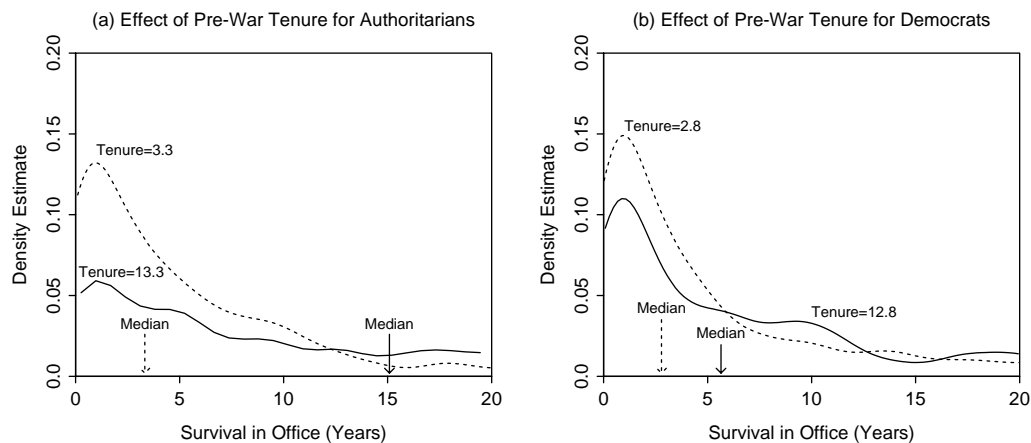 (a) Effect of Pre-War Tenure for Authoritarians
Density Estimate
0.20
0.15
0.10
0.05
0.0
Tenure=3.3
Tenure=13.3
Median
Median
0 5 10 15 20
Survival in Office (Years)
(b) Effect of Pre-War Tenure for Democrats
Density Estimate
0.20
0.15
0.10
0.05
0.0
Tenure=2.8
Tenure=12.8
Median
Median
0 5 10 15 20
Survival in Office (Years)